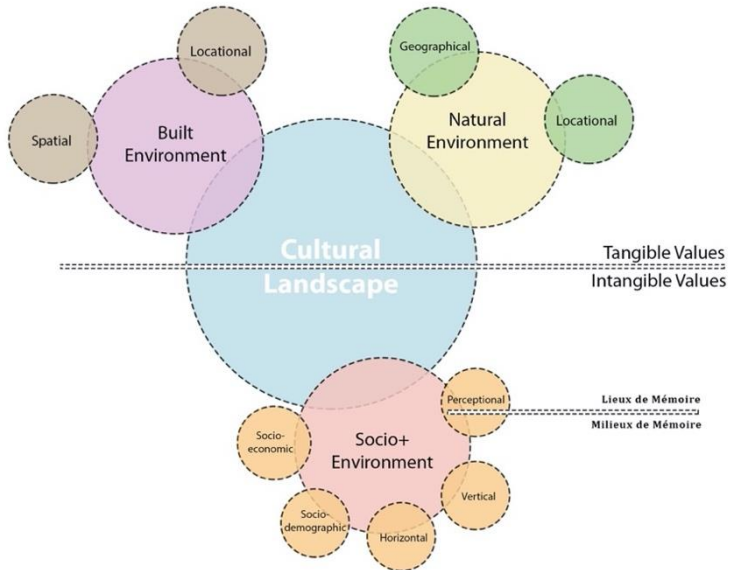 Locational
Spatial
Built
Environment
Geographical
Natural
Environment
Locational
Cultural
Landscape
Tangible Values
Intangible Values
Perceptional
Lieux de Mémoire
Milieux de Mémoire
Socio-
economic
Socio+
Environment
Vertical
Socio-
demographic
Horizontal